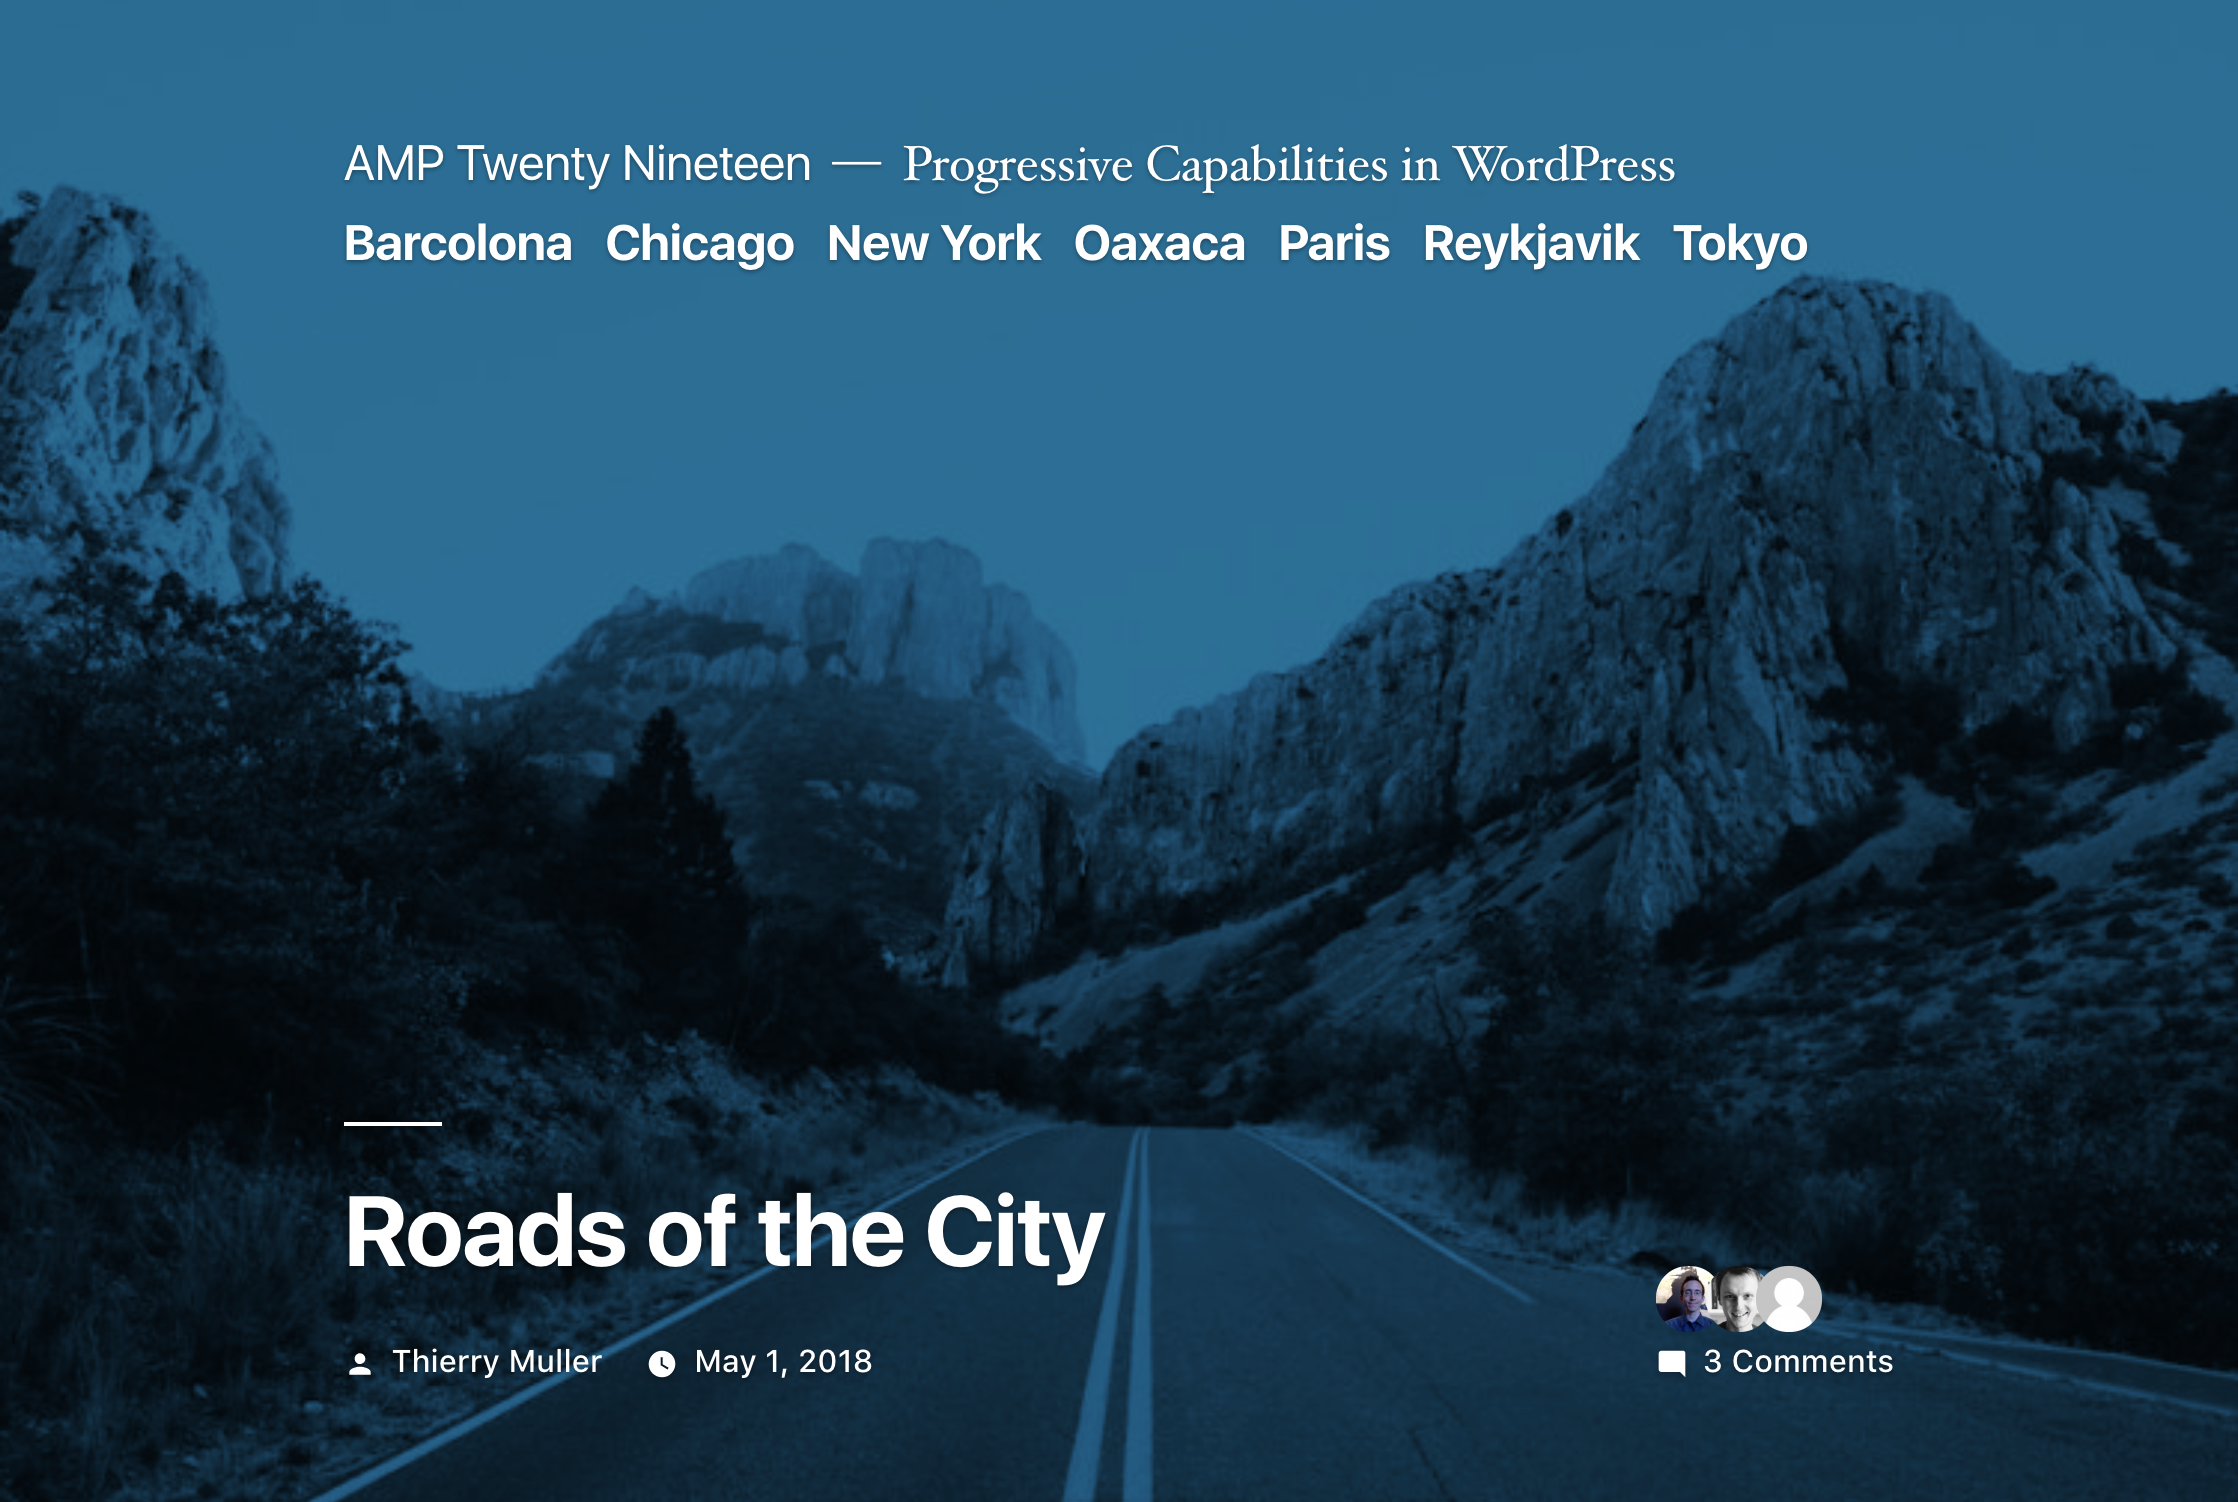 AMP Twenty Nineteen — Progressive Capabilities in WordPress
Barcolona Chicago New York Oaxaca Paris Reykjavik Tokyo
Roads of the City
Thierry Muller May 1, 2018
3 Comments